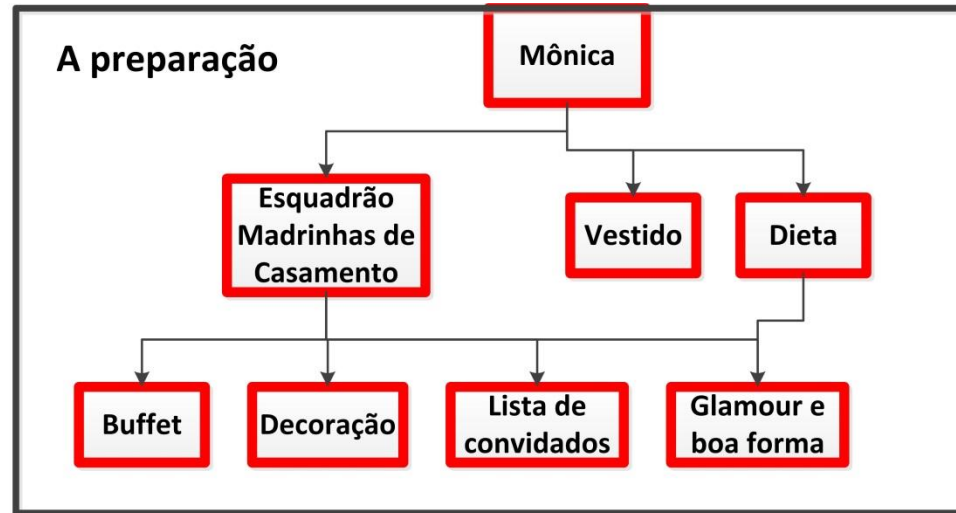 A preparação
Mônica
Esquadrão
Madrinhas de
Casamento
Vestido
Dieta
Buffet
Decoração
Lista de
convidados
Glamour e
boa forma